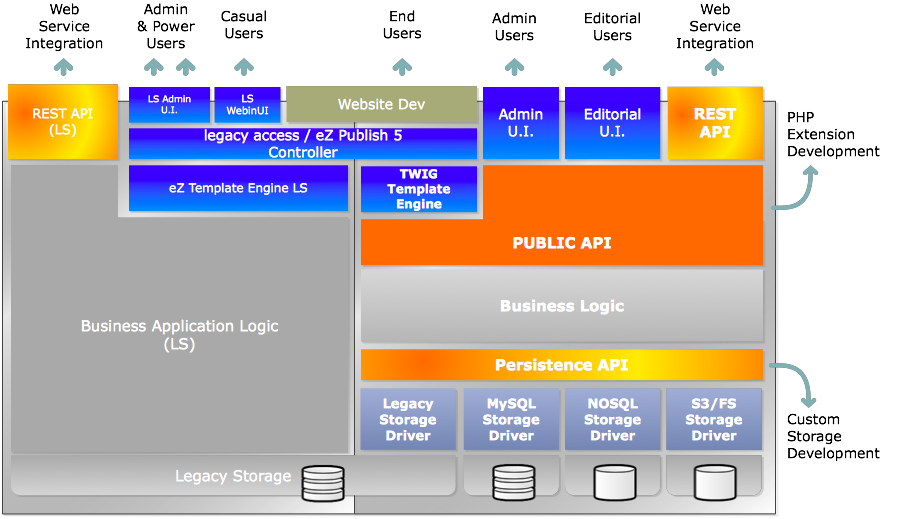 Web
Service
Integration
Admin
& Power
Users
Casual
Users
End
Users
Admin
Users
Editorial
Users
Web
Service
Integration
REST API
(LS)
LS Admin
U.I.
LS
WebinUI
Website Dev
Admin
U.I.
Editorial
U.I.
REST
API
legacy access / eZ Publish 5
Controller
PHP
Extension
Development
eZ Template Engine LS
TWIG
Template
Engine
PUBLIC API
Business Logic
Business Application Logic
(LS)
Persistence API
Legacy
Storage
Driver
MySQL
Storage
Driver
NOSQL
Storage
Driver
S3/FS
Storage
Driver
Custom
Storage
Development
Legacy Storage